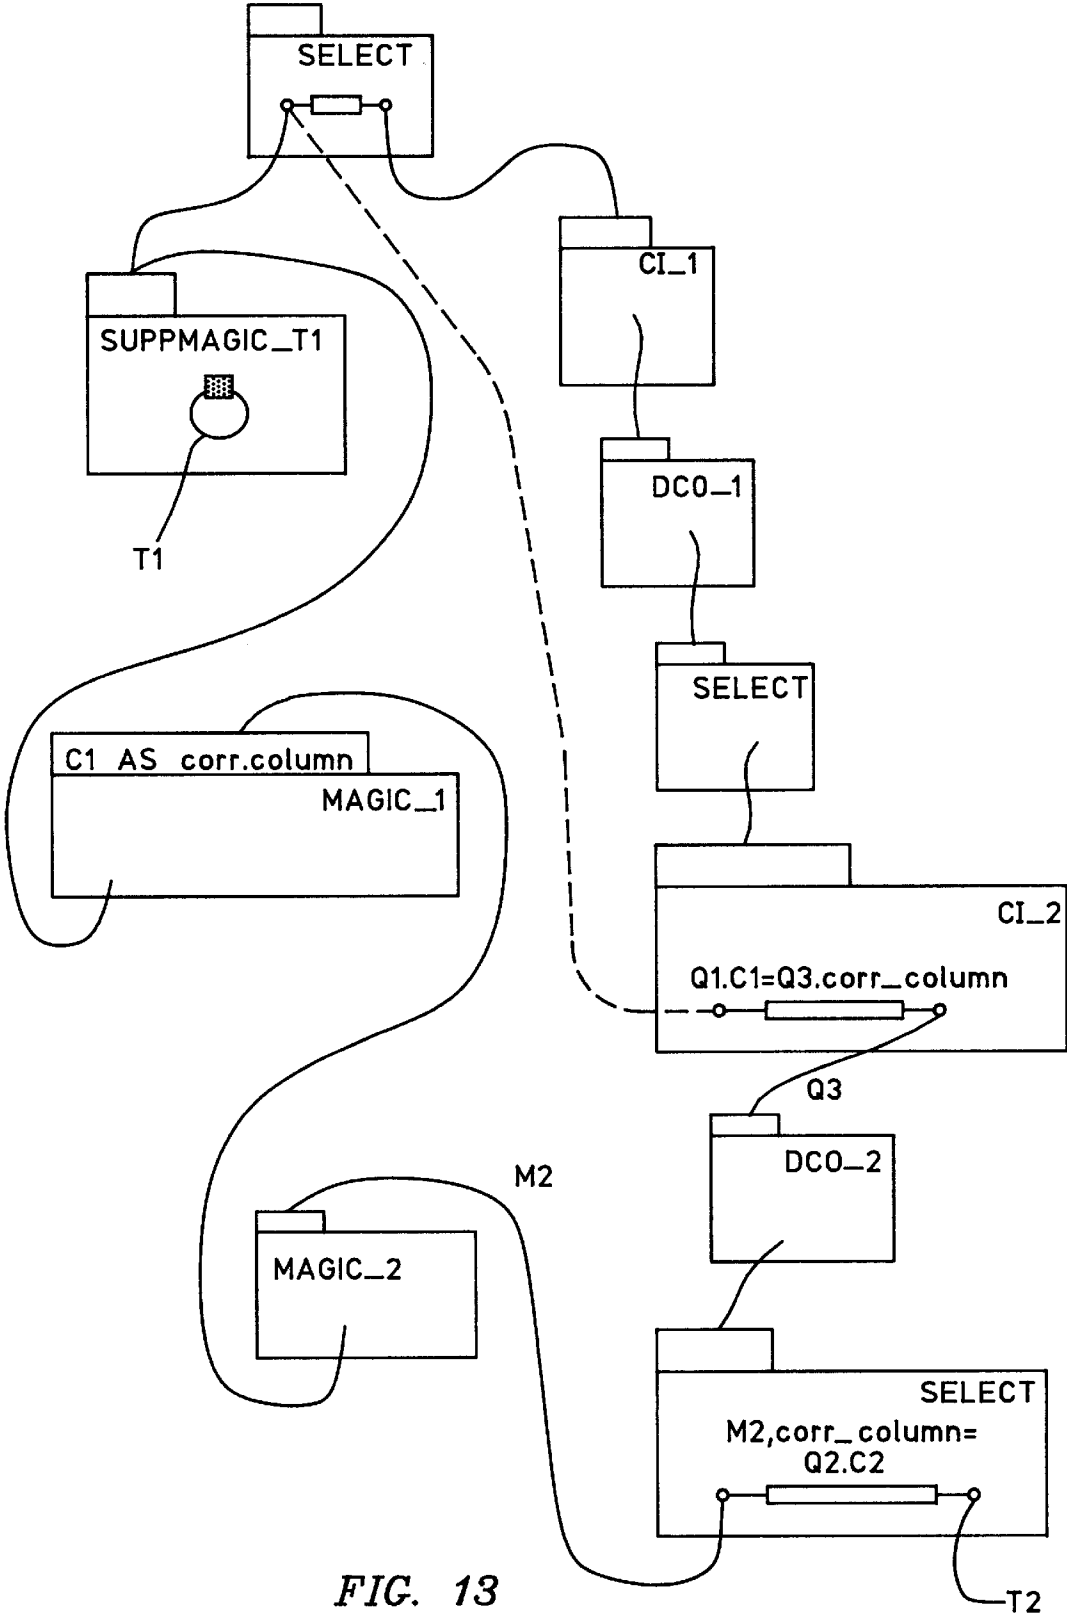 SELECT
CI_1
SUPPMAGIC_T1
DCO_1
T1
SELECT
C1 AS corr.column
MAGIC_1
CI_2
Q1.C1=Q3.corr_column
Q3
DCO_2
M2
MAGIC_2
SELECT
M2,corr_column=
Q2.C2
FIG. 13
T2